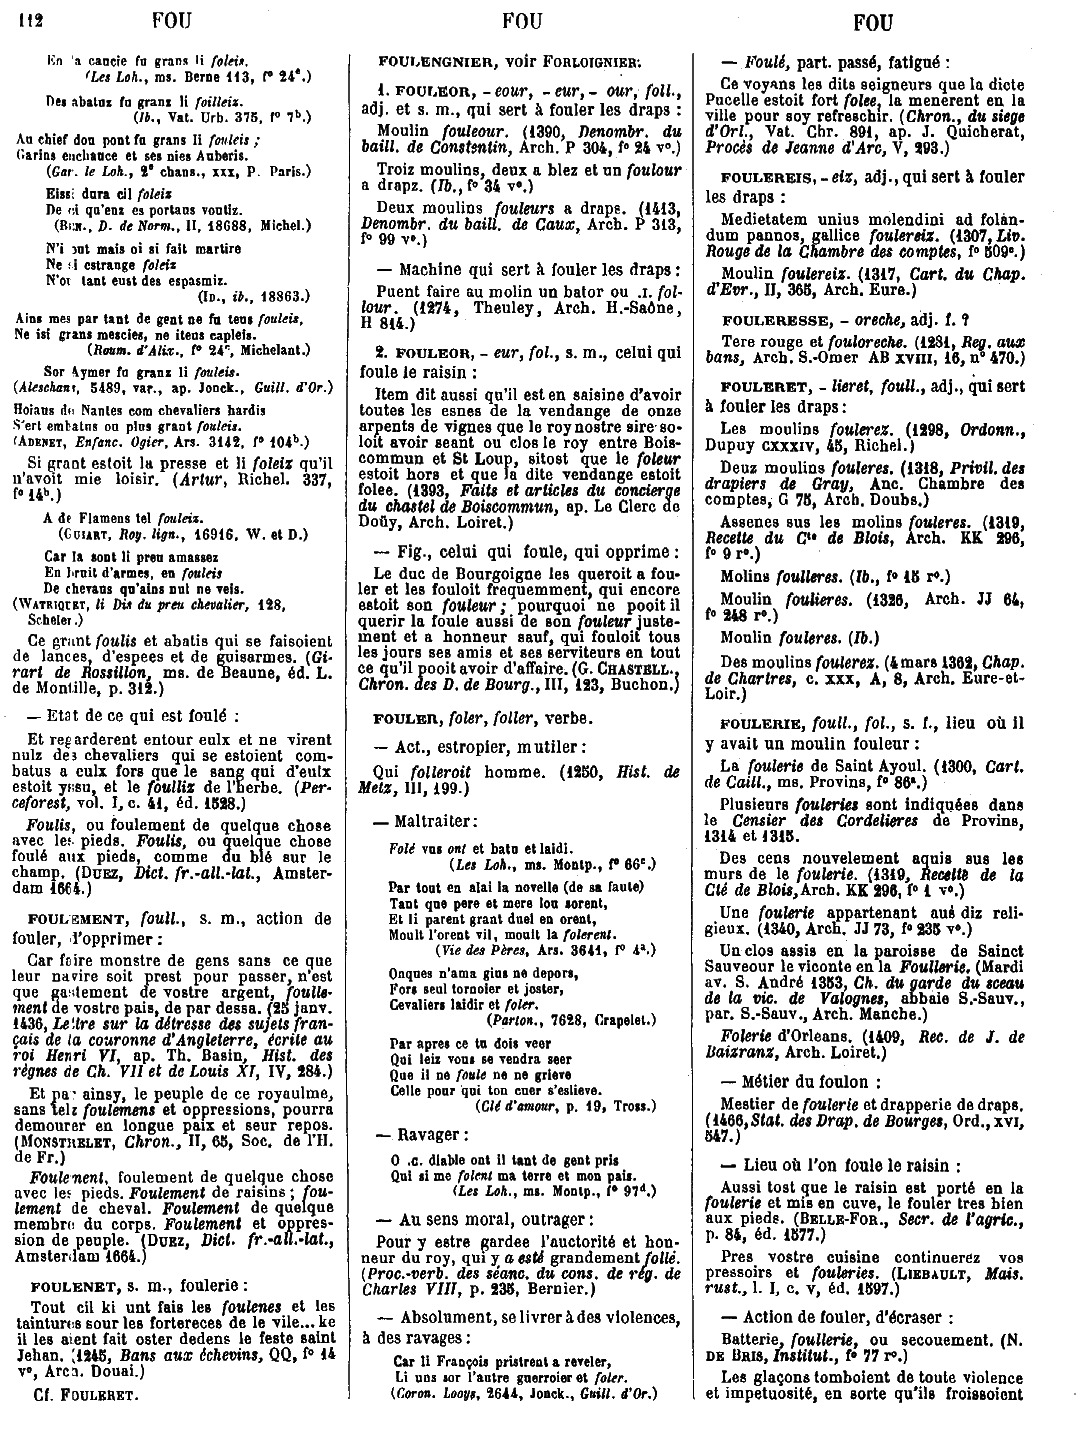 112 FOU FOU FOU
En la caucie fu grans li foleis.
(Les Loh., ms. Berne 113, f° 24ᵉ.)
Des abatuz fu granz li foilleiz.
(Ib., Vat. Urb. 375, f° 7ᵇ.)
Au chief dou pont fu grans li fouleis ;
Garins enchauce et ses nies Auberis.
(Gar. le Loh., 2ᵉ chans., xxx, P. Paris.)
Eissi dura cil foleiz
De ci qu'enz es portaus voutiz.
(Ben., D. de Norm., II, 18688, Michel.)
N'i out mais oi si fait martire
Ne si estrange foleiz
N'ou tant eust des espasmiz.
(Id., ib., 18863.)
Ains mes par tant de gent ne fu teus fouleis,
Ne isi grans mescies, ne iteus capleis.
(Roum. d'Alix., f° 24ᶜ, Michelant.)
Sor Aymer fu granz li fouleis.
(Aleschans, 5489, var., ap. Jonck., Guill. d'Or.)
Hoiaus de Nantes com chevaliers hardis
S'ert embatus ou plus grant fouleis.
(Adenet, Enfanc. Ogier, Ars. 3142, f° 104ᵇ.)
Si grant estoit la presse et li foleiz qu'il
n'avoit mie loisir. (Artur, Richel. 337,
f° 14ᵇ.)
A de Flamens tel fouleiz.
(Guiart, Roy. lign., 16916, W. et D.)
Car la sont li preu amassez
En bruit d'armes, en fouleis
De chevaus qu'ains nul ne veis.
(Watriquet, li Dis du preu chevalier, 128,
Scheler.)
Ce grant foulis et abatis qui se faisoient
de lances, d'espees et de guisarmes. (Gi-
rart de Rossillon, ms. de Beaune, éd. L.
de Montille, p. 312.)
— Etat de ce qui est foulé :
Et regarderent entour eulx et ne virent
nulz des chevaliers qui se estoient com-
batus a eulx fors que le sang qui d'eulx
estoit yssu, et le foulliz de l'herbe. (Per-
ceforest, vol. I, c. 41, éd. 1528.)
Foulis, ou foulement de quelque chose
avec les pieds. Foulis, ou quelque chose
foulé aux pieds, comme du blé sur le
champ. (Duez, Dict. fr.-all.-lat., Amster-
dam 1664.)
FOULEMENT, foull., s. m., action de
fouler, d'opprimer :
Car faire monstre de gens sans ce que
leur navire soit prest pour passer, n'est
que gastement de vostre argent, foulle-
ment de vostre pais, de par dessa. (25 janv.
1436, Lettre sur la détresse des sujets fran-
çais de la couronne d'Angleterre, écrite au
roi Henri VI, ap. Th. Basin, Hist. des
règnes de Ch. VII et de Louis XI, IV, 284.)
Et par ainsy, le peuple de ce royaulme,
sans telz foulemens et oppressions, pourra
demourer en longue paix et seur repos.
(Monstrelet, Chron., II, 65, Soc. de l'H.
de Fr.)
Foulement, foulement de quelque chose
avec les pieds. Foulement de raisins ; fou-
lement de cheval. Foulement de quelque
membre du corps. Foulement et oppres-
sion de peuple. (Duez, Dict. fr.-all.-lat.,
Amsterdam 1664.)
FOULENET, s. m., foulerie :
Tout cil ki unt fais les foulenes et les
taintures sour les fortereces de le vile... ke
il les aient fait oster dedens le feste saint
Jehan. (1245, Bans aux échevins, QQ, f° 14
v°, Arch. Douai.)
Cf. Fouleret.
FOULENGNIER, voir Forloignier.
1. FOULEOR, - eour, - eur, - our, foll.,
adj. et s. m., qui sert à fouler les draps :
Moulin fouleour. (1390, Denombr. du
baill. de Constentin, Arch. P 304, f° 24 v°.)
Troiz moulins, deux a blez et un foulour
a drapz. (Ib., f° 34 v°.)
Deux moulins fouleurs a draps. (1413,
Denombr. du baill. de Caux, Arch. P 313,
f° 99 v°.)
— Machine qui sert à fouler les draps :
Puent faire au molin un bator ou .i. fol-
lour. (1274, Theuley, Arch. H.-Saône,
H 814.)
2. FOULEOR, - eur, fol., s. m., celui qui
foule le raisin :
Item dit aussi qu'il est en saisine d'avoir
toutes les esnes de la vendange de onze
arpents de vignes que le roy nostre sire so-
loit avoir seant ou clos le roy entre Bois-
commun et St Loup, sitost que le foleur
estoit hors et que la dite vendange estoit
folee. (1393, Faits et articles du concierge
du chastel de Boiscommun, ap. Le Clerc de
Doüy, Arch. Loiret.)
— Fig., celui qui foule, qui opprime :
Le duc de Bourgoigne les queroit a fou-
ler et les fouloit frequemment, qui encore
estoit son fouleur ; pourquoi ne pooit il
querir la foule aussi de son fouleur juste-
ment et a honneur sauf, qui fouloit tous
les jours ses amis et ses serviteurs en tout
ce qu'il pooit avoir d'affaire. (G. Chastell.,
Chron. des D. de Bourg., III, 123, Buchon.)
FOULER, foler, foller, verbe.
— Act., estropier, mutiler :
Qui folleroit homme. (1250, Hist. de
Metz, III, 199.)
— Maltraiter :
Folé vus ont et batu et laidi.
(Les Loh., ms. Montp., f° 66ᶜ.)
Par tout en alai la novelle (de sa faute)
Tant que pere et mere lou sorent,
Et li parent grant duel en orent,
Moult l'orent vil, moult la folerent.
(Vie des Pères, Ars. 3641, f° 4ᵃ.)
Onques n'ama gius ne depors,
Fors seul tornoier et joster,
Cevaliers laidir et foler.
(Parton., 7628, Crapelet.)
Par apres ce tu dois veer
Qui leiz vous se vendra seer
Que il ne foule ne ne grieve
Celle pour qui ton cuer s'eslieve.
(Clé d'amour, p. 19, Tross.)
— Ravager :
O .c. diable ont il tant de gent pris
Qui si me folent ma terre et mon pais.
(Les Loh., ms. Montp., f° 97ᵈ.)
— Au sens moral, outrager :
Pour y estre gardee l'auctorité et hon-
neur du roy, qui y a esté grandement follé.
(Proc.-verb. des séanc. du cons. de rég. de
Charles VIII, p. 235, Bernier.)
— Absolument, se livrer à des violences,
à des ravages :
Car li François pristrent a reveler,
Li uns sor l'autre guerroier et foler.
(Coron. Looys, 2644, Jonck., Guill. d'Or.)
— Foulé, part. passé, fatigué :
Ce voyans les dits seigneurs que la dicte
Pucelle estoit fort folee, la menerent en la
ville pour soy refreschir. (Chron., du siege
d'Orl., Vat. Chr. 891, ap. J. Quicherat,
Procès de Jeanne d'Arc, V, 293.)
FOULEREIS, - eiz, adj., qui sert à fouler
les draps :
Medietatem unius molendini ad folan-
dum pannos, gallice foulereiz. (1307, Liv.
Rouge de la Chambre des comptes, f° 509ᵉ.)
Moulin foulereiz. (1317, Cart. du Chap.
d'Evr., II, 365, Arch. Eure.)
FOULERESSE, - oreche, adj. f. ?
Tere rouge et fouloreche. (1281, Reg. aux
bans, Arch. S.-Omer AB xviii, 16, n° 470.)
FOULERET, - lieret, foull., adj., qui sert
à fouler les draps :
Les moulins foulerez. (1298, Ordonn.,
Dupuy cxxxiv, 45, Richel.)
Deuz moulins fouleres. (1318, Privil. des
drapiers de Gray, Anc. Chambre des
comptes, G 75, Arch. Doubs.)
Assenes sus les molins fouleres. (1319,
Recette du Cᵗᵉ de Blois, Arch. KK 296,
f° 9 r°.)
Molins foulleres. (Ib., f° 15 r°.)
Moulin foulieres. (1326, Arch. JJ 64,
f° 248 r°.)
Moulin fouleres. (Ib.)
Des moulins foulerez. (4 mars 1362, Chap.
de Chartres, c. xxx, A, 8, Arch. Eure-et-
Loir.)
FOULERIE, foull., fol., s. f., lieu où il
y avait un moulin fouleur :
La foulerie de Saint Ayoul. (1300, Cart.
de Caill., ms. Provins, f° 86ᵃ.)
Plusieurs fouleries sont indiquées dans
le Censier des Cordelieres de Provins,
1314 et 1315.
Des cens nouvelement aquis sus les
murs de le foulerie. (1319, Recette de la
Cté de Blois, Arch. KK 296, f° 1 v°.)
Une foulerie appartenant aus diz reli-
gieux. (1340, Arch. JJ 73, f° 235 v°.)
Un clos assis en la paroisse de Sainct
Sauveour le viconte en la Foullerie. (Mardi
av. S. André 1353, Ch. du garde du sceau
de la vic. de Valognes, abbaie S.-Sauv.,
par. S.-Sauv., Arch. Manche.)
Folerie d'Orleans. (1409, Rec. de J. de
Baizranz, Arch. Loiret.)
— Métier du foulon :
Mestier de foulerie et drapperie de draps.
(1466, Stat. des Drap. de Bourges, Ord., xvi,
547.)
— Lieu où l'on foule le raisin :
Aussi tost que le raisin est porté en la
foulerie et mis en cuve, le fouler tres bien
aux pieds. (Belle-For., Secr. de l'agric.,
p. 84, éd. 1577.)
Pres vostre cuisine continuerez vos
pressoirs et fouleries. (Liebault, Mais.
rust., l. I, c. v, éd. 1597.)
— Action de fouler, d'écraser :
Batterie, foullerie, ou secouement. (N.
de Bris, Institut., f° 77 r°.)
Les glaçons tomboient de toute violence
et impetuosité, en sorte qu'ils froissoient